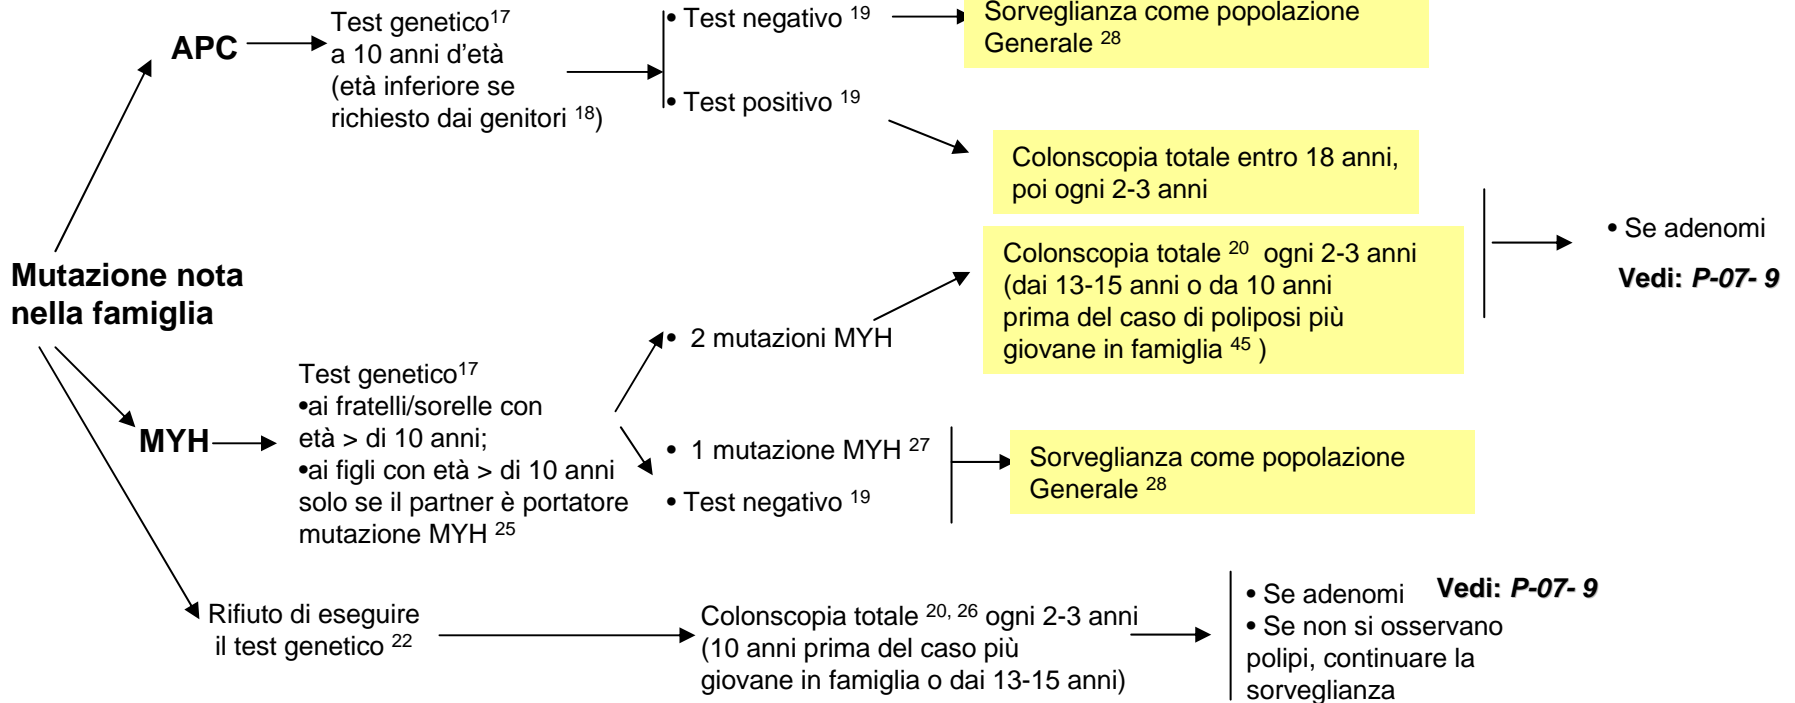 APC
Test genetico17
a 10 anni d'età
(età inferiore se
richiesto dai genitori 18)
• Test negativo 19
• Test positivo 19
Sorveglianza come popolazione
Generale 28
Colonscopia totale entro 18 anni,
poi ogni 2-3 anni
Mutazione nota
nella famiglia
MYH
Test genetico17
•ai fratelli/sorelle con
età > di 10 anni;
•ai figli con età > di 10 anni
solo se il partner è portatore
mutazione MYH 25
• 2 mutazioni MYH
• 1 mutazione MYH 27
• Test negativo 19
Colonscopia totale 20 ogni 2-3 anni
(dai 13-15 anni o da 10 anni
prima del caso di poliposi più
giovane in famiglia 45 )
Sorveglianza come popolazione
Generale 28
• Se adenomi
Vedi: P-07- 9
Rifiuto di eseguire
il test genetico 22
Colonscopia totale 20, 26 ogni 2-3 anni
(10 anni prima del caso più
giovane in famiglia o dai 13-15 anni)
• Se adenomi Vedi: P-07- 9
• Se non si osservano
polipi, continuare la
sorveglianza